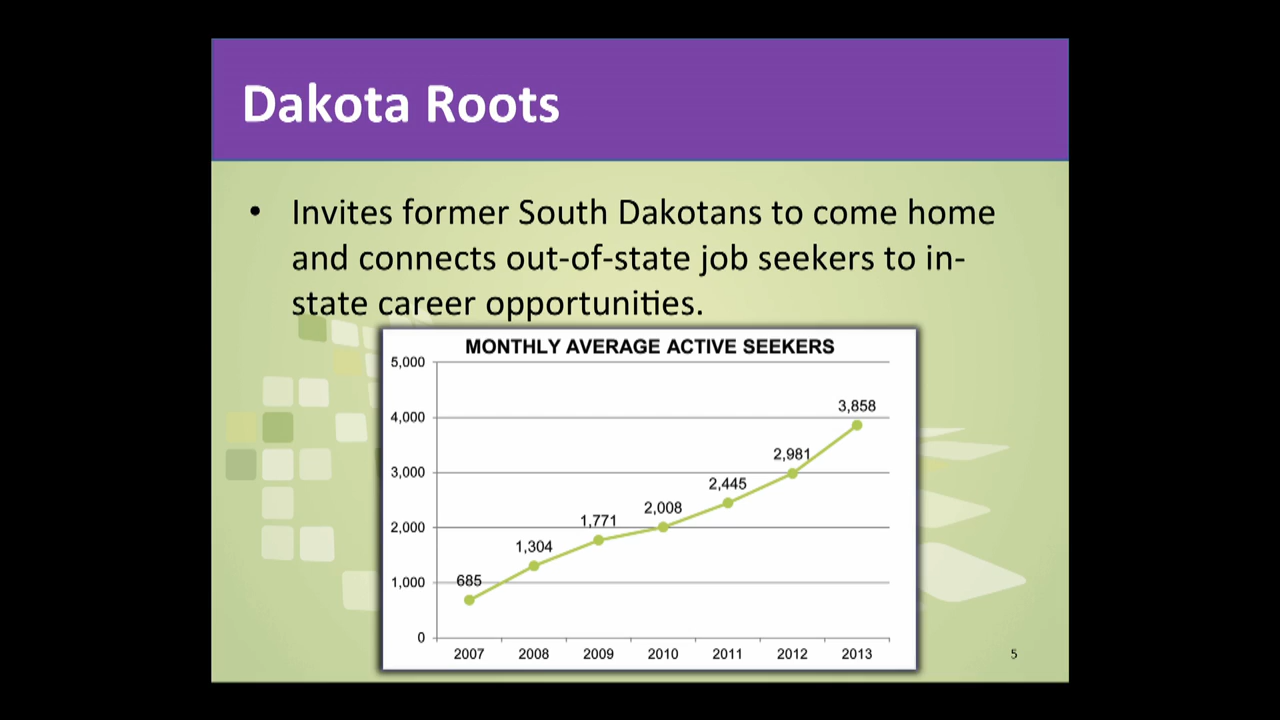 Dakota Roots
• Invites former South Dakotans to come home
and connects out-of-state job seekers to in-
state career opportunities.
MONTHLY AVERAGE ACTIVE SEEKERS
5,000
4,000
3,000
2,000
1,000
0
685
1,304
1,771
2,008
2,445
2,981
3,858
2007 2008 2009 2010 2011 2012 2013
5